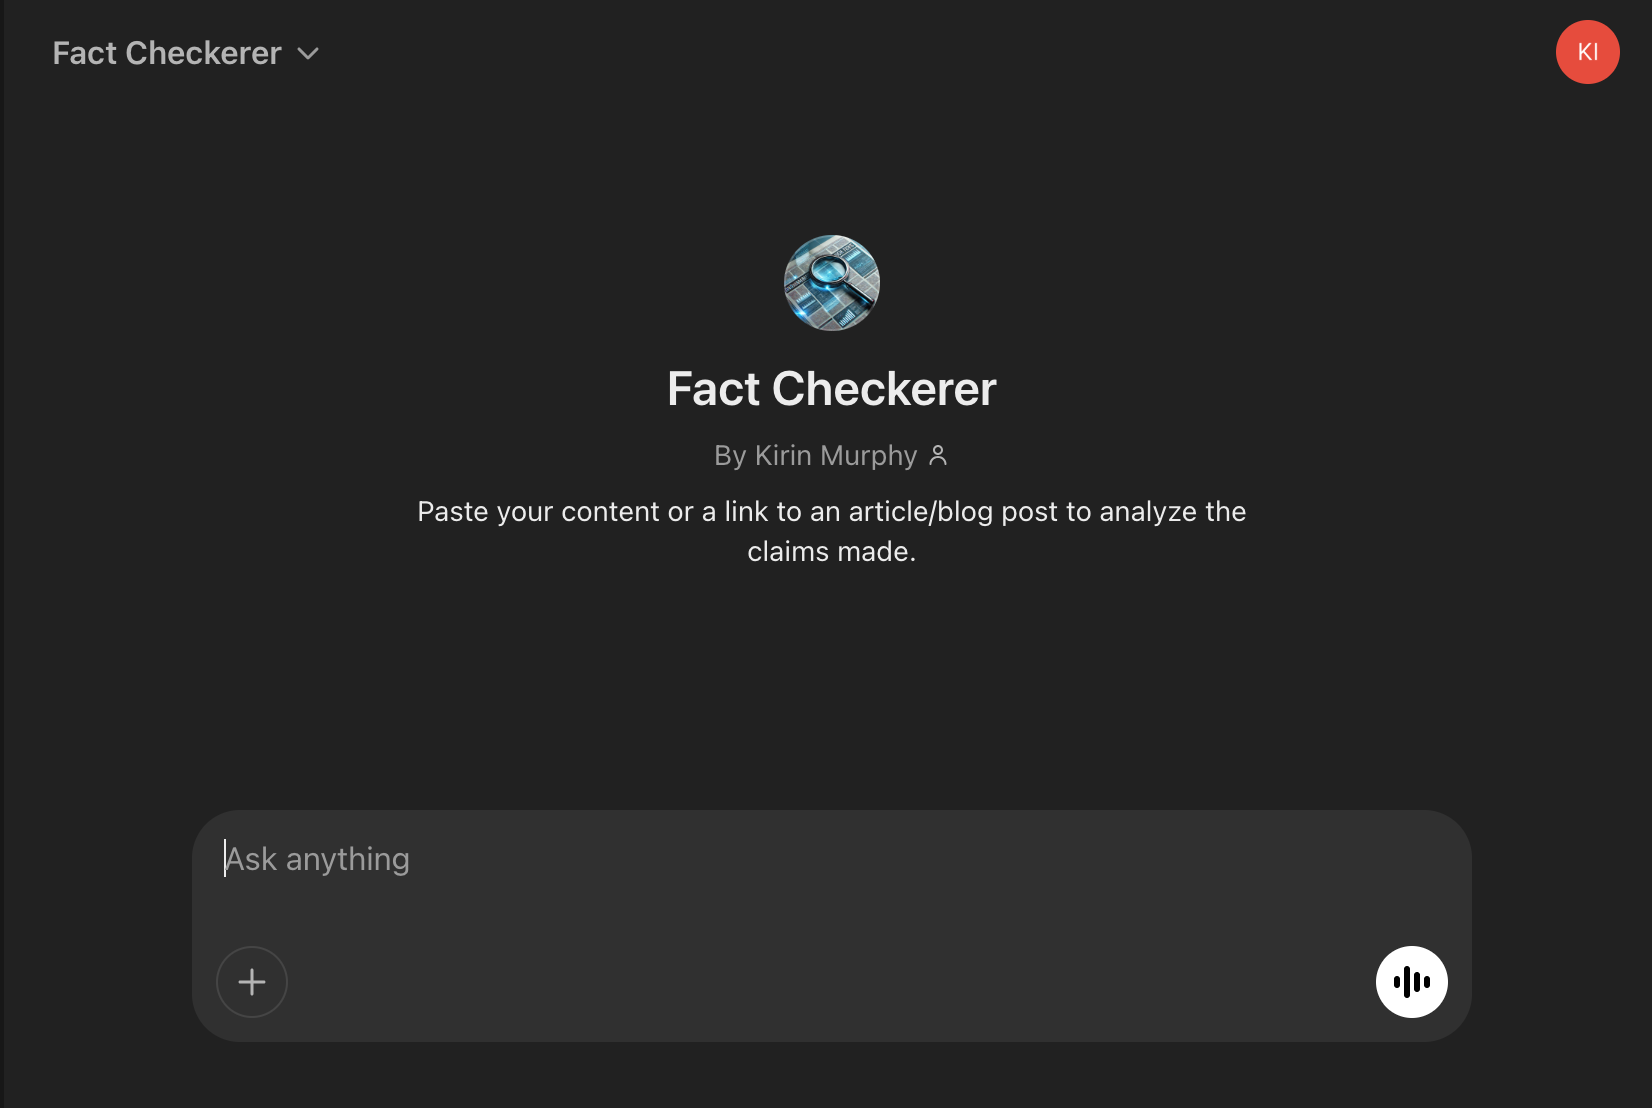 Fact Checkerer
KI
Fact Checkerer
By Kirin Murphy
Paste your content or a link to an article/blog post to analyze the
claims made.
Ask anything